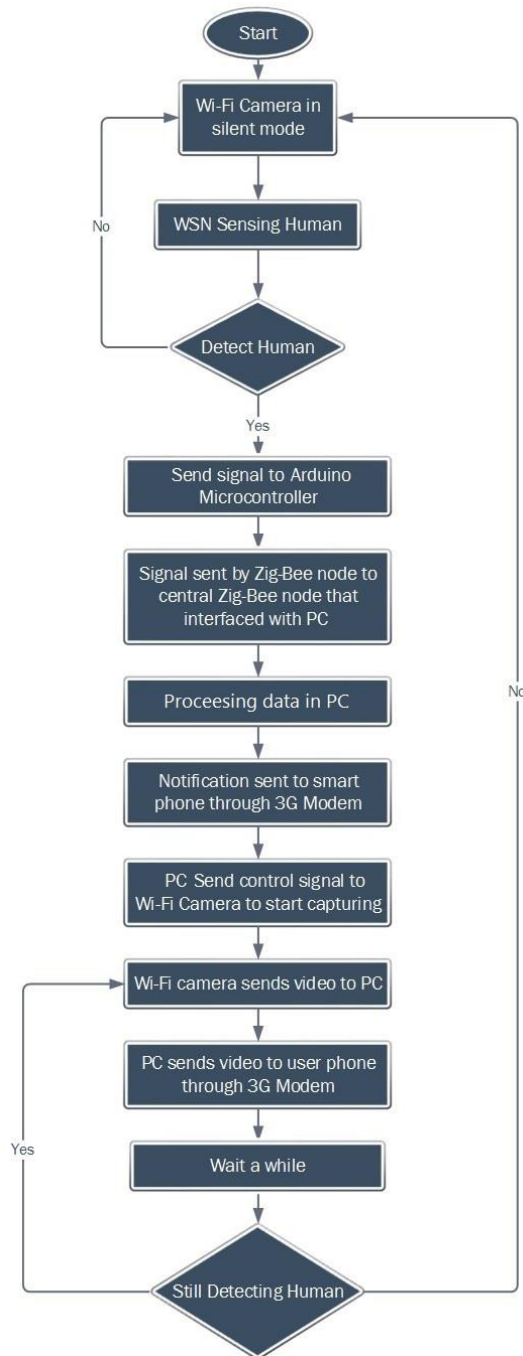 Start
Wi-Fi Camera in
silent mode
No
WSN Sensing Human
Detect Human
Yes
Send signal to Arduino
Microcontroller
Signal sent by Zig-Bee node to
central Zig-Bee node that
interfaced with PC
Proceesing data in PC
No
Notification sent to smart
phone through 3G Modem
PC Send control signal to
Wi-Fi Camera to start capturing
Wi-Fi camera sends video to PC
PC sends video to user phone
through 3G Modem
Yes
Wait a while
Still Detecting Human